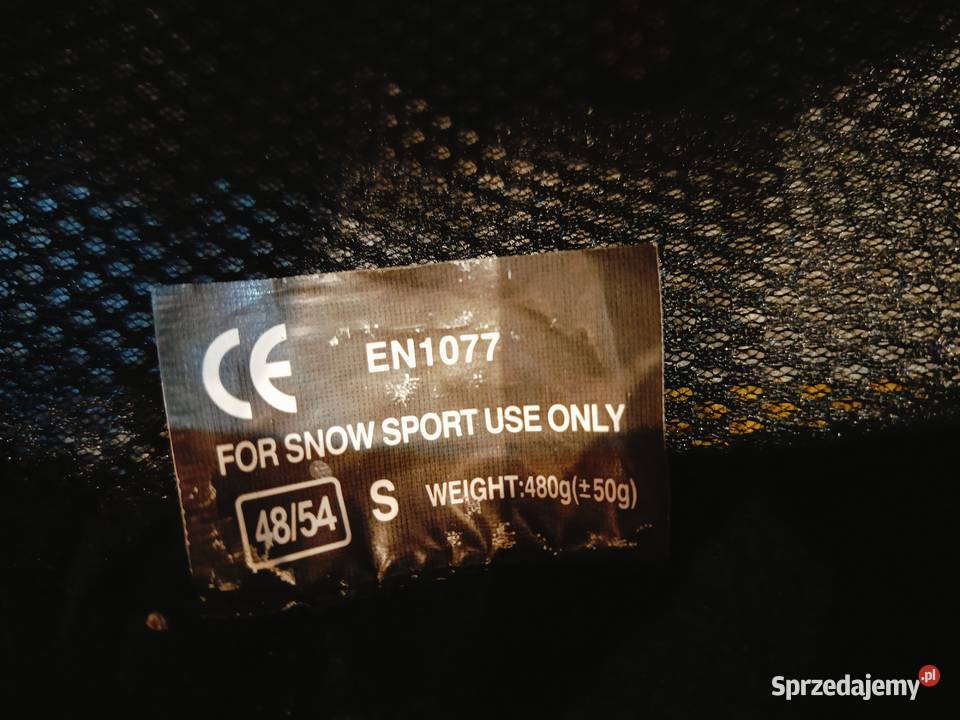 CE EN1077
FOR SNOW SPORT USE ONLY
48/54 S WEIGHT:480g(±50g)
Sprzedajemy.pl